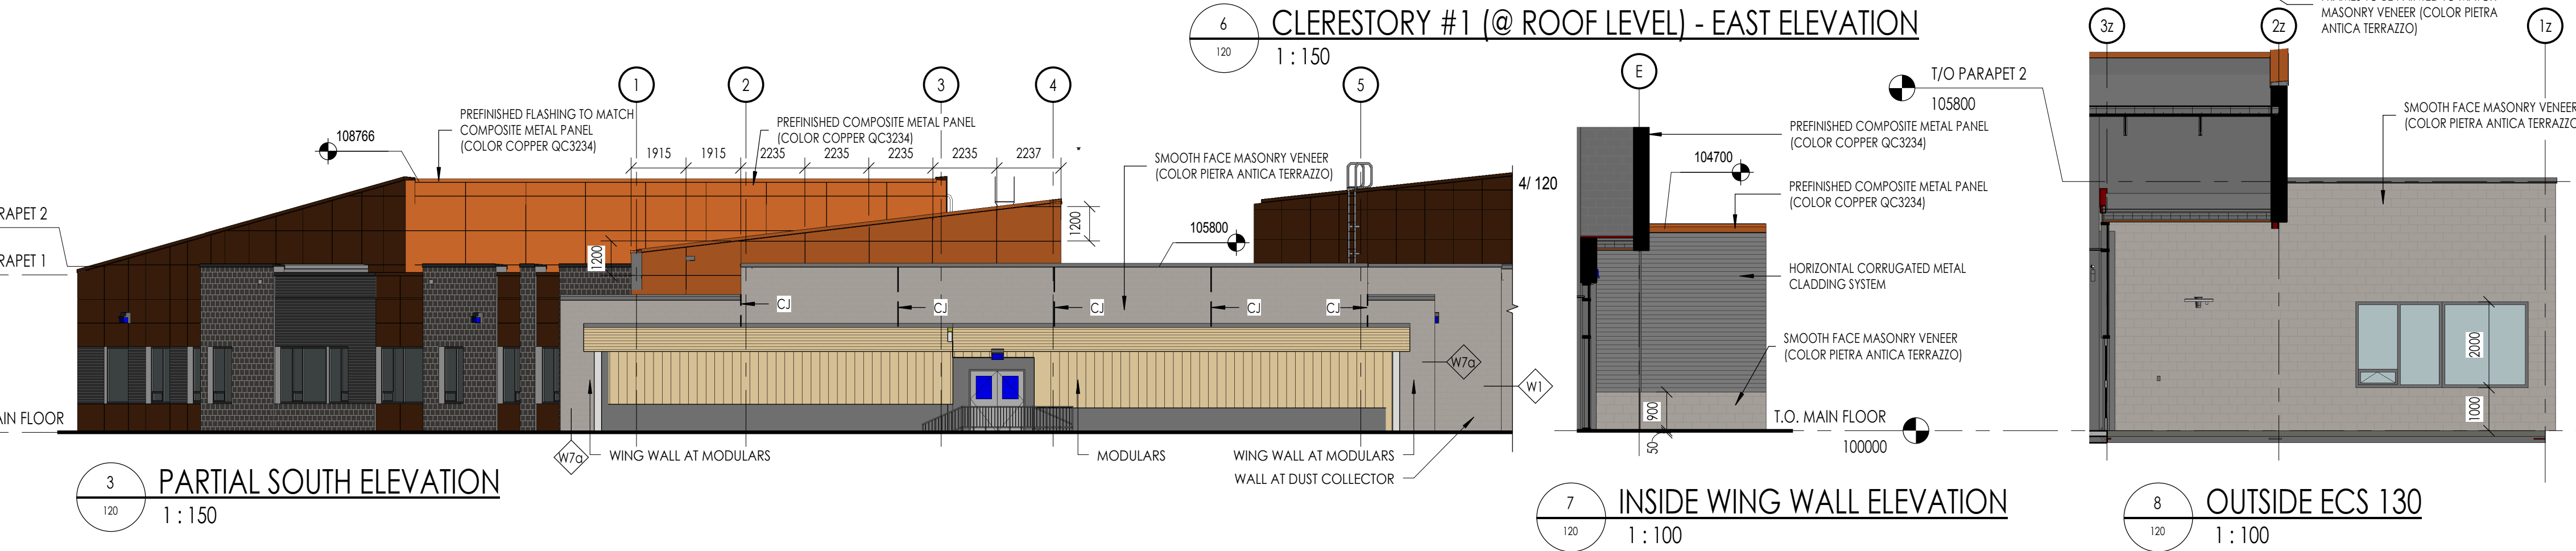 6
120
CLERESTORY #1 (@ ROOF LEVEL) - EAST ELEVATION
1 : 150
MASONRY VENEER (COLOR PIETRA
ANTICA TERRAZZO)
1
2
3
4
5
E
3z
2z
1z
108766
PREFINISHED FLASHING TO MATCH
COMPOSITE METAL PANEL
(COLOR COPPER QC3234)
PREFINISHED COMPOSITE METAL PANEL
(COLOR COPPER QC3234)
1915
1915
2235
2235
2235
2235
2237
SMOOTH FACE MASONRY VENEER
(COLOR PIETRA ANTICA TERRAZZO)
105800
1200
1200
4/ 120
RAPET 2
RAPET 1
AIN FLOOR
CJ
CJ
CJ
CJ
CJ
W7a
W7a
W1
WING WALL AT MODULARS
MODULARS
WING WALL AT MODULARS
WALL AT DUST COLLECTOR
3
120
PARTIAL SOUTH ELEVATION
1 : 150
PREFINISHED COMPOSITE METAL PANEL
(COLOR COPPER QC3234)
104700
PREFINISHED COMPOSITE METAL PANEL
(COLOR COPPER QC3234)
HORIZONTAL CORRUGATED METAL
CLADDING SYSTEM
SMOOTH FACE MASONRY VENEER
(COLOR PIETRA ANTICA TERRAZZO)
900
50
T.O. MAIN FLOOR
100000
T/O PARAPET 2
105800
7
120
INSIDE WING WALL ELEVATION
1 : 100
SMOOTH FACE MASONRY VENEER
(COLOR PIETRA ANTICA TERRAZZO
2000
1000
8
120
OUTSIDE ECS 130
1 : 100